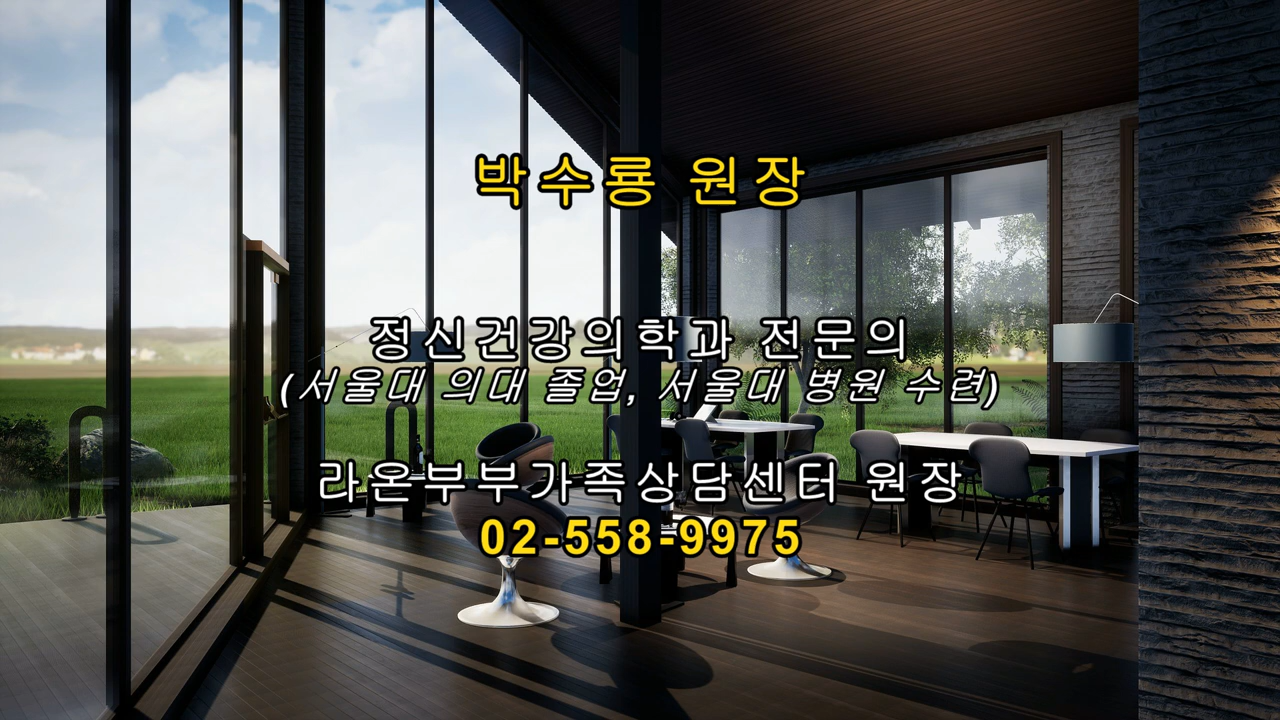 박수룡 원장
정신건강의학과 전문의
(서울대 의대 졸업, 서울대 병원 수련)
라온부부가족상담센터 원장
02-558-9975